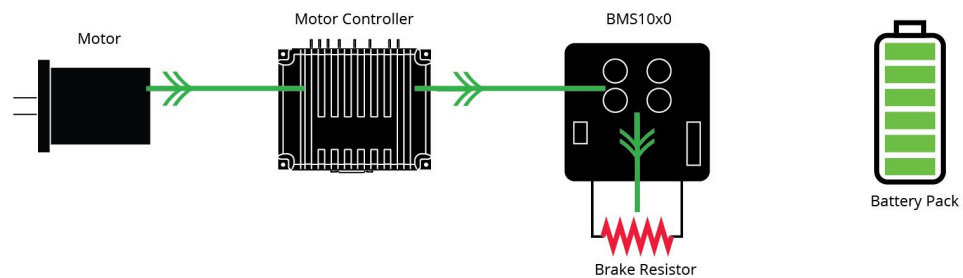 Motor
Motor Controller
BMS10x0
Battery Pack
Brake Resistor